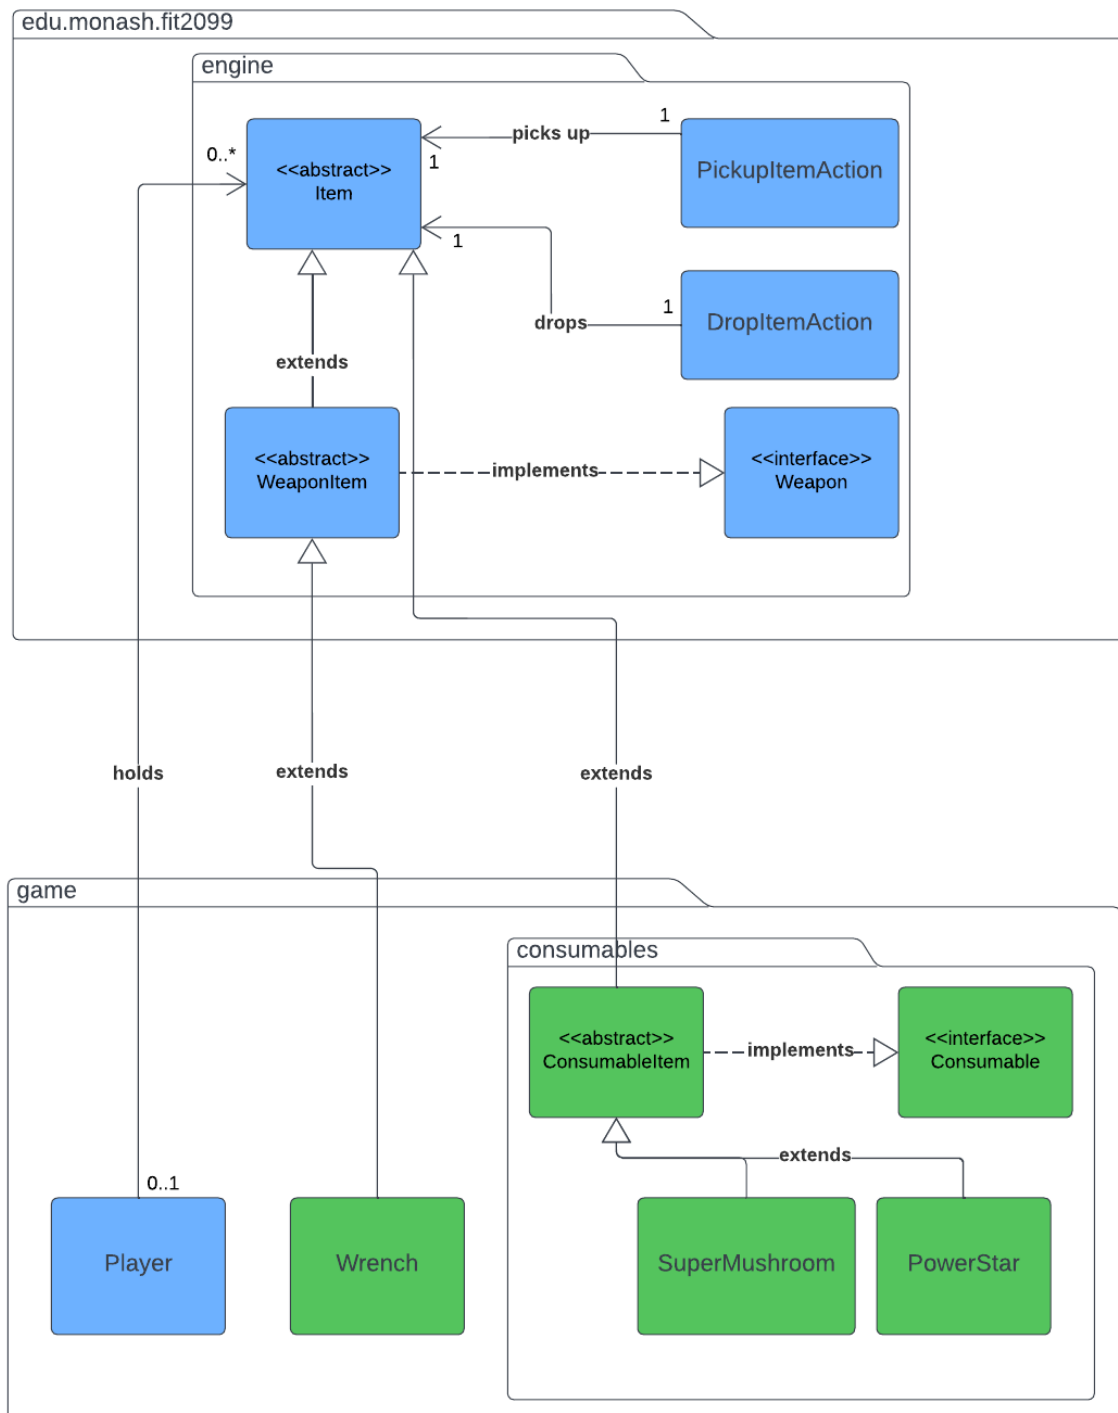 edu.monash.fit2099
engine
<<abstract>>
Item
0..*
1
picks up
1
PickupItemAction
1
drops
1
DropItemAction
extends
<<abstract>>
WeaponItem
implements
<<interface>>
Weapon
holds
extends
extends
game
consumables
<<abstract>>
ConsumableItem
implements
<<interface>>
Consumable
extends
0..1
Player
Wrench
SuperMushroom
PowerStar